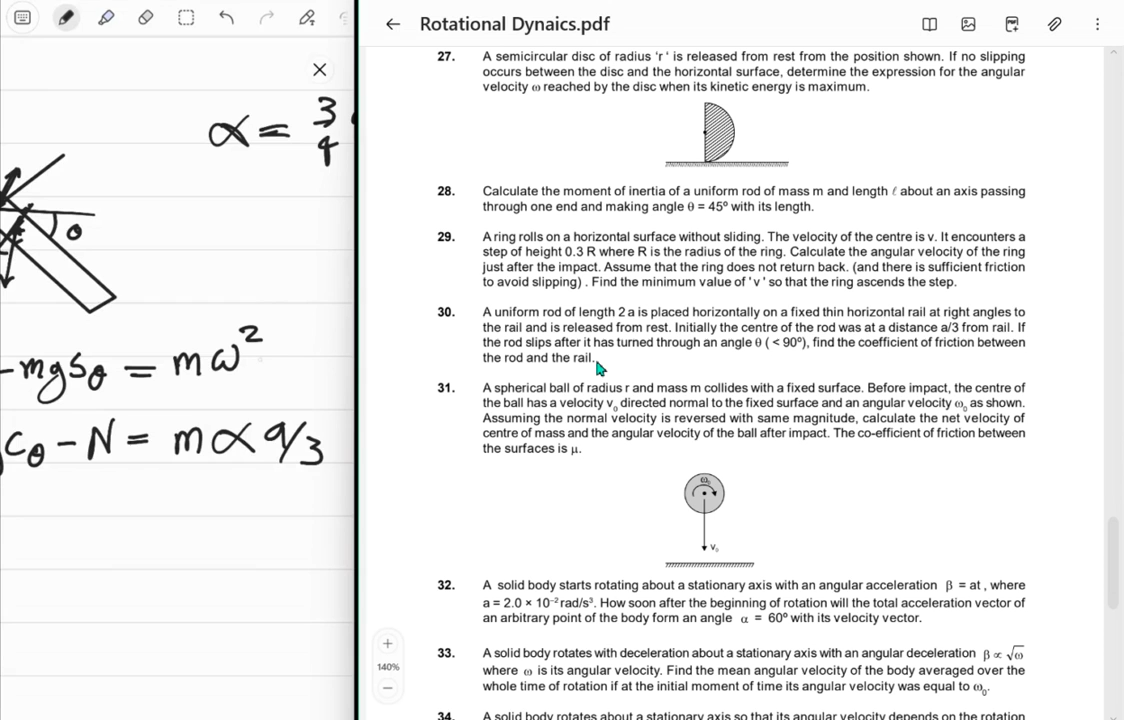 Rotational Dynaics.pdf
α = 3
4
θ
-mgsθ = mω²
cθ - N = mα a/3
27. A semicircular disc of radius 'r' is released from rest from the position shown. If no slipping
occurs between the disc and the horizontal surface, determine the expression for the angular
velocity ω reached by the disc when its kinetic energy is maximum.
28. Calculate the moment of inertia of a uniform rod of mass m and length ℓ about an axis passing
through one end and making angle θ = 45º with its length.
29. A ring rolls on a horizontal surface without sliding. The velocity of the centre is v. It encounters a
step of height 0.3 R where R is the radius of the ring. Calculate the angular velocity of the ring
just after the impact. Assume that the ring does not return back. (and there is sufficient friction
to avoid slipping) . Find the minimum value of 'v' so that the ring ascends the step.
30. A uniform rod of length 2 a is placed horizontally on a fixed thin horizontal rail at right angles to
the rail and is released from rest. Initially the centre of the rod was at a distance a/3 from rail. If
the rod slips after it has turned through an angle θ ( < 90º), find the coefficient of friction between
the rod and the rail.
31. A spherical ball of radius r and mass m collides with a fixed surface. Before impact, the centre of
the ball has a velocity v₀ directed normal to the fixed surface and an angular velocity ω₀ as shown.
Assuming the normal velocity is reversed with same magnitude, calculate the net velocity of
centre of mass and the angular velocity of the ball after impact. The co-efficient of friction between
the surfaces is μ.
ω₀
v₀
32. A solid body starts rotating about a stationary axis with an angular acceleration β = at , where
a = 2.0 × 10⁻² rad/s³. How soon after the beginning of rotation will the total acceleration vector of
an arbitrary point of the body form an angle α = 60º with its velocity vector.
33. A solid body rotates with deceleration about a stationary axis with an angular deceleration β ∝ √ω
where ω is its angular velocity. Find the mean angular velocity of the body averaged over the
whole time of rotation if at the initial moment of time its angular velocity was equal to ω₀.
34. A solid body rotates about a stationary axis so that its angular velocity depends on the rotation
140%